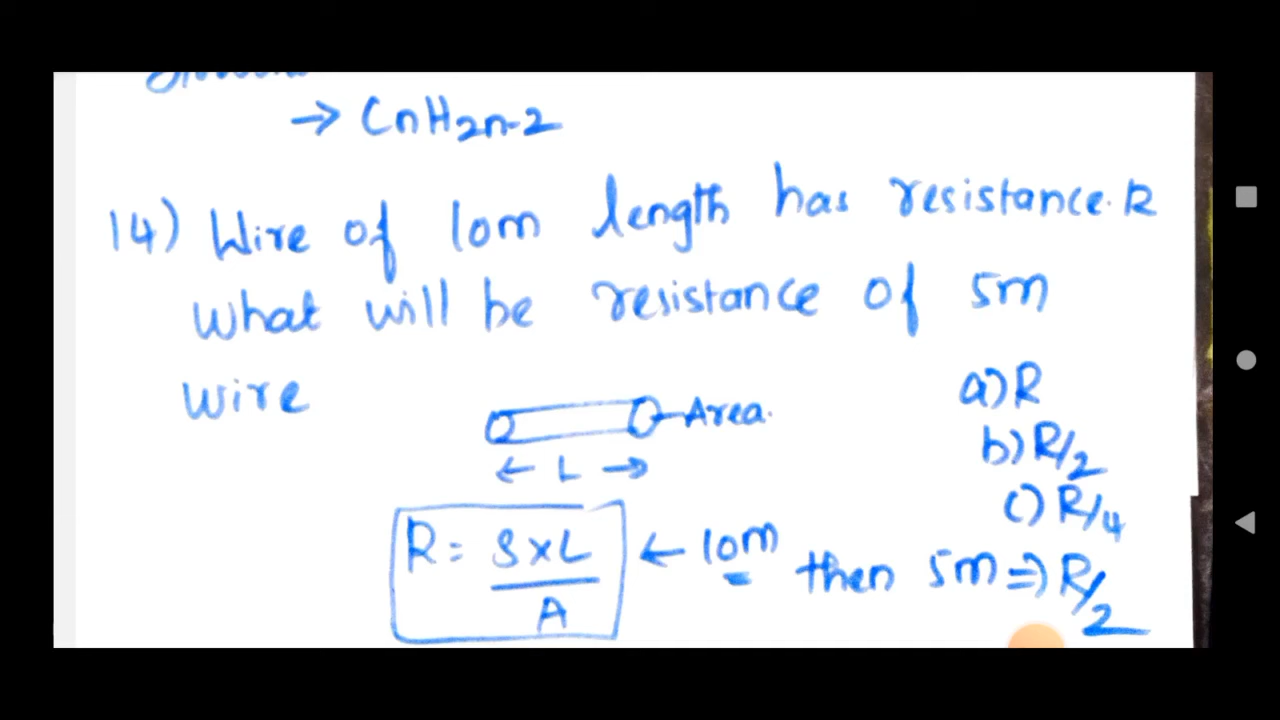 → CnH2n-2
14) Wire of 10m length has resistance. R
What will be resistance of 5m
wire
Area.
← L →
a) R
b) R/2
c) R/4
R = S×L / A ← 10m then 5m ⇒ R/2